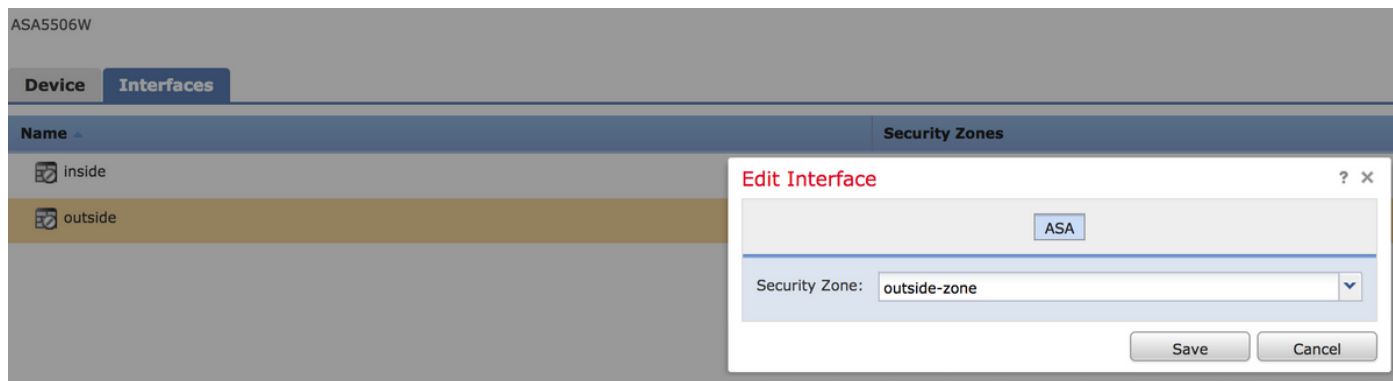 ASA5506W
Device Interfaces
Name Security Zones
inside
outside
Edit Interface ? ×
ASA
Security Zone: outside-zone
Save Cancel